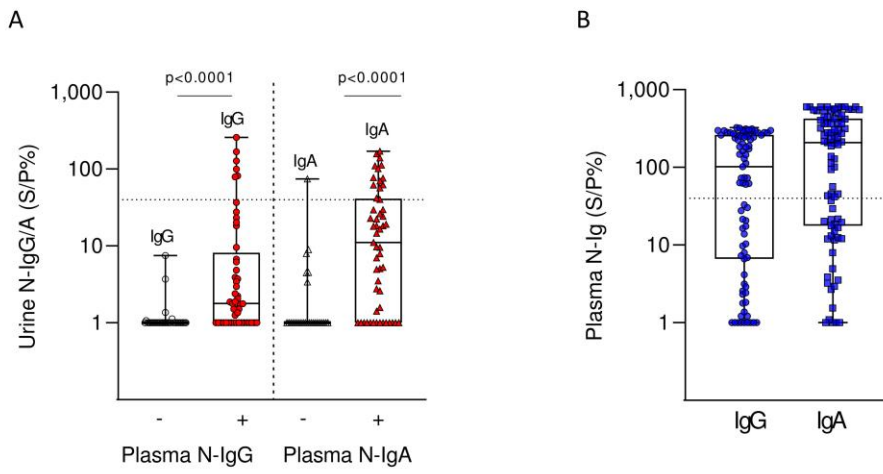 A
B
p<0.0001
p<0.0001
1,000
100
10
1
Urine N-IgG/A (S/P%)
IgG
IgG
IgA
IgA
-
+
-
+
Plasma N-IgG
Plasma N-IgA
1,000
100
10
1
Plasma N-Ig (S/P%)
IgG
IgA